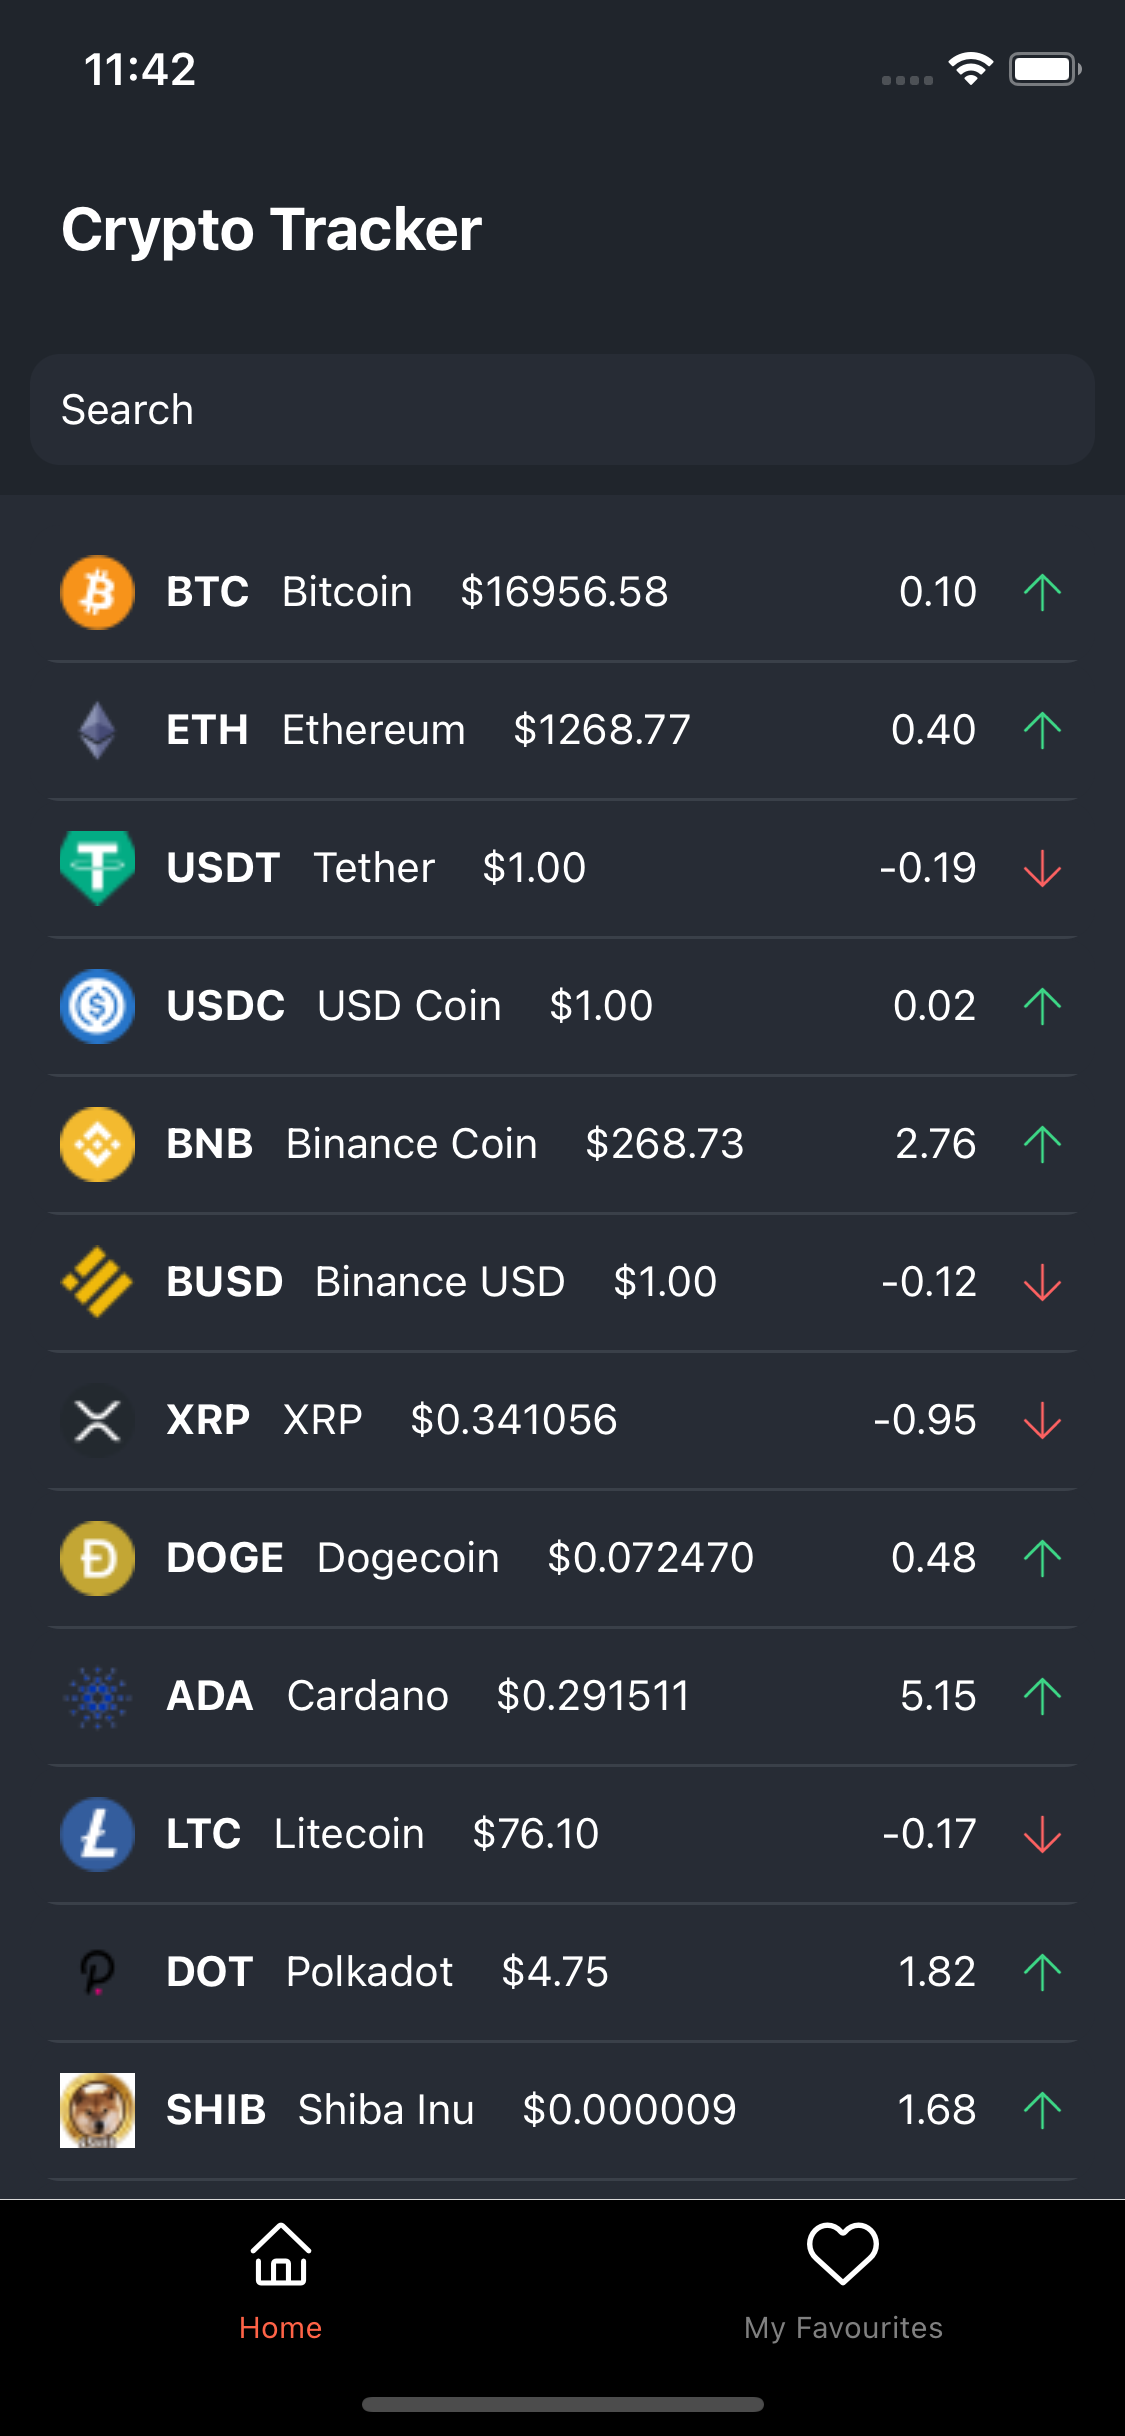 11:42
Crypto Tracker
Search
BTC Bitcoin $16956.58 0.10
ETH Ethereum $1268.77 0.40
USDT Tether $1.00 -0.19
USDC USD Coin $1.00 0.02
BNB Binance Coin $268.73 2.76
BUSD Binance USD $1.00 -0.12
XRP XRP $0.341056 -0.95
DOGE Dogecoin $0.072470 0.48
ADA Cardano $0.291511 5.15
LTC Litecoin $76.10 -0.17
DOT Polkadot $4.75 1.82
SHIB Shiba Inu $0.000009 1.68
Home My Favourites